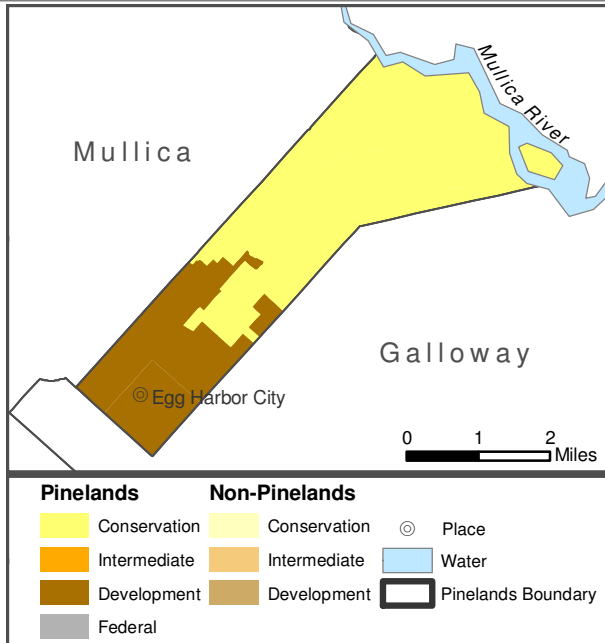 Mullica River
Mullica
Galloway
Egg Harbor City
0 1 2
Miles
Pinelands Non-Pinelands
Conservation Conservation Place
Intermediate Intermediate Water
Development Development Pinelands Boundary
Federal